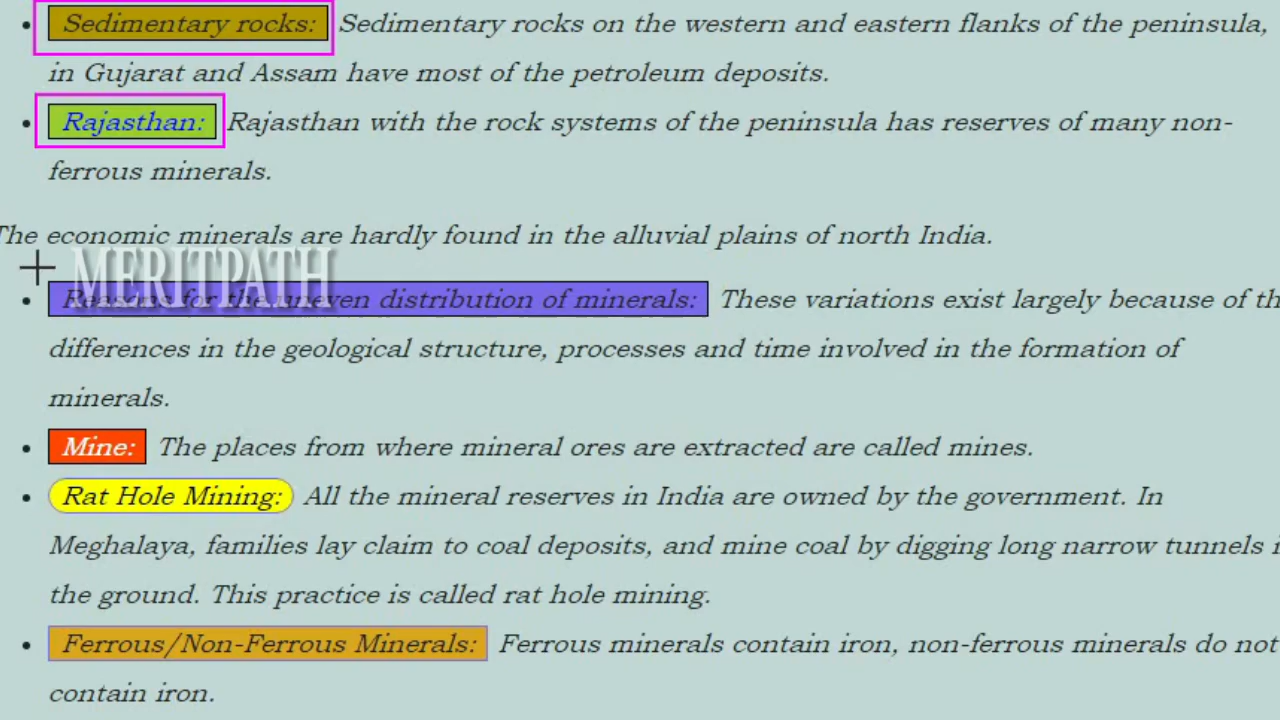 Sedimentary rocks: Sedimentary rocks on the western and eastern flanks of the peninsula,
in Gujarat and Assam have most of the petroleum deposits.
Rajasthan: Rajasthan with the rock systems of the peninsula has reserves of many non-
ferrous minerals.
The economic minerals are hardly found in the alluvial plains of north India.
MERITPATH
Reasons for the uneven distribution of minerals: These variations exist largely because of th
differences in the geological structure, processes and time involved in the formation of
minerals.
Mine: The places from where mineral ores are extracted are called mines.
Rat Hole Mining: All the mineral reserves in India are owned by the government. In
Meghalaya, families lay claim to coal deposits, and mine coal by digging long narrow tunnels i
the ground. This practice is called rat hole mining.
Ferrous/Non-Ferrous Minerals: Ferrous minerals contain iron, non-ferrous minerals do not
contain iron.